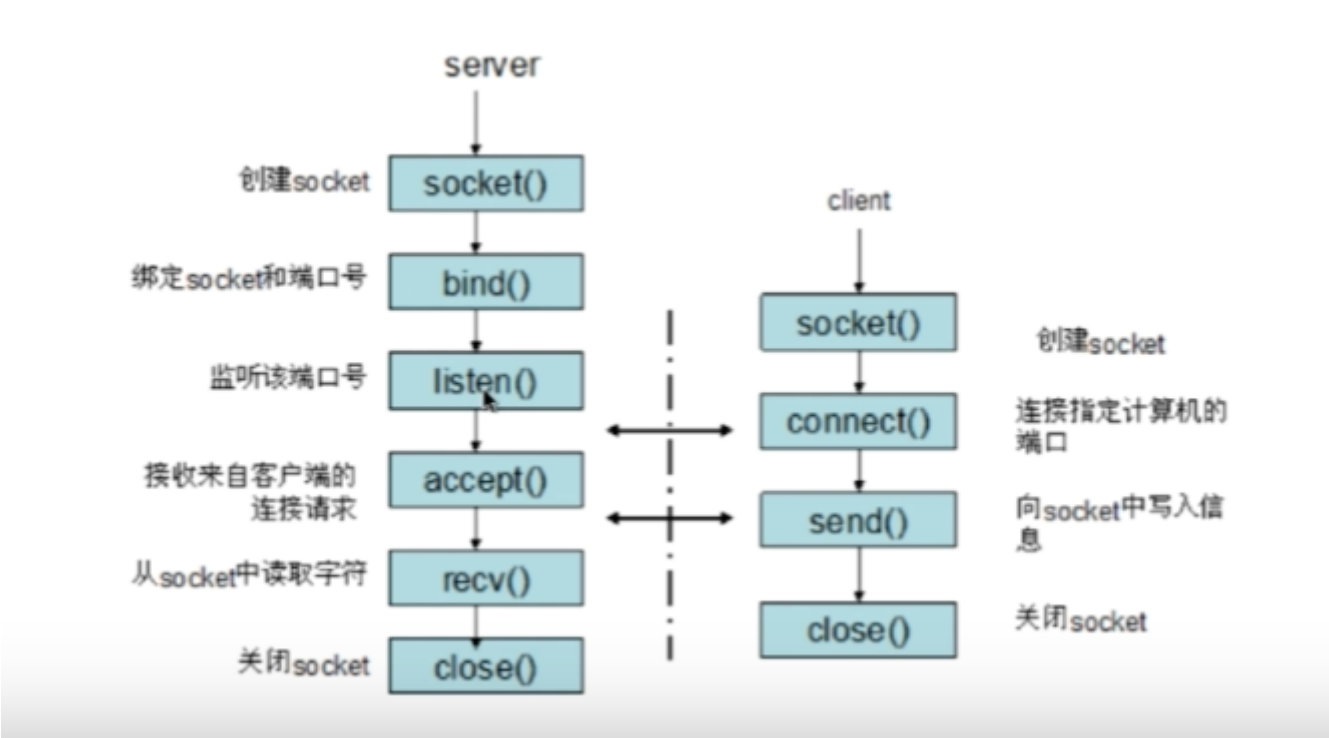 server
创建socket
socket()
绑定socket和端口号
bind()
监听该端口号
listen()
接收来自客户端的
连接请求
accept()
从socket中读取字符
recv()
关闭socket
close()
client
socket()
创建socket
connect()
连接指定计算机的
端口
send()
向socket中写入信
息
close()
关闭socket